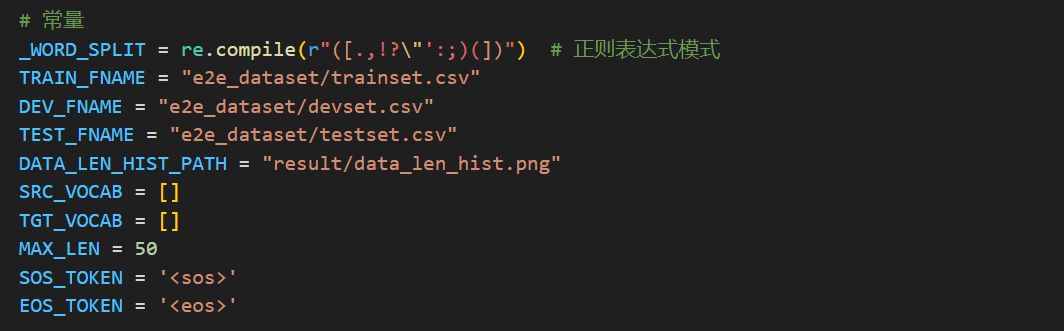 # 常量
_WORD_SPLIT = re.compile(r"([.,!?\"':;)(])")  # 正则表达式模式
TRAIN_FNAME = "e2e_dataset/trainset.csv"
DEV_FNAME = "e2e_dataset/devset.csv"
TEST_FNAME = "e2e_dataset/testset.csv"
DATA_LEN_HIST_PATH = "result/data_len_hist.png"
SRC_VOCAB = []
TGT_VOCAB = []
MAX_LEN = 50
SOS_TOKEN = '<sos>'
EOS_TOKEN = '<eos>'